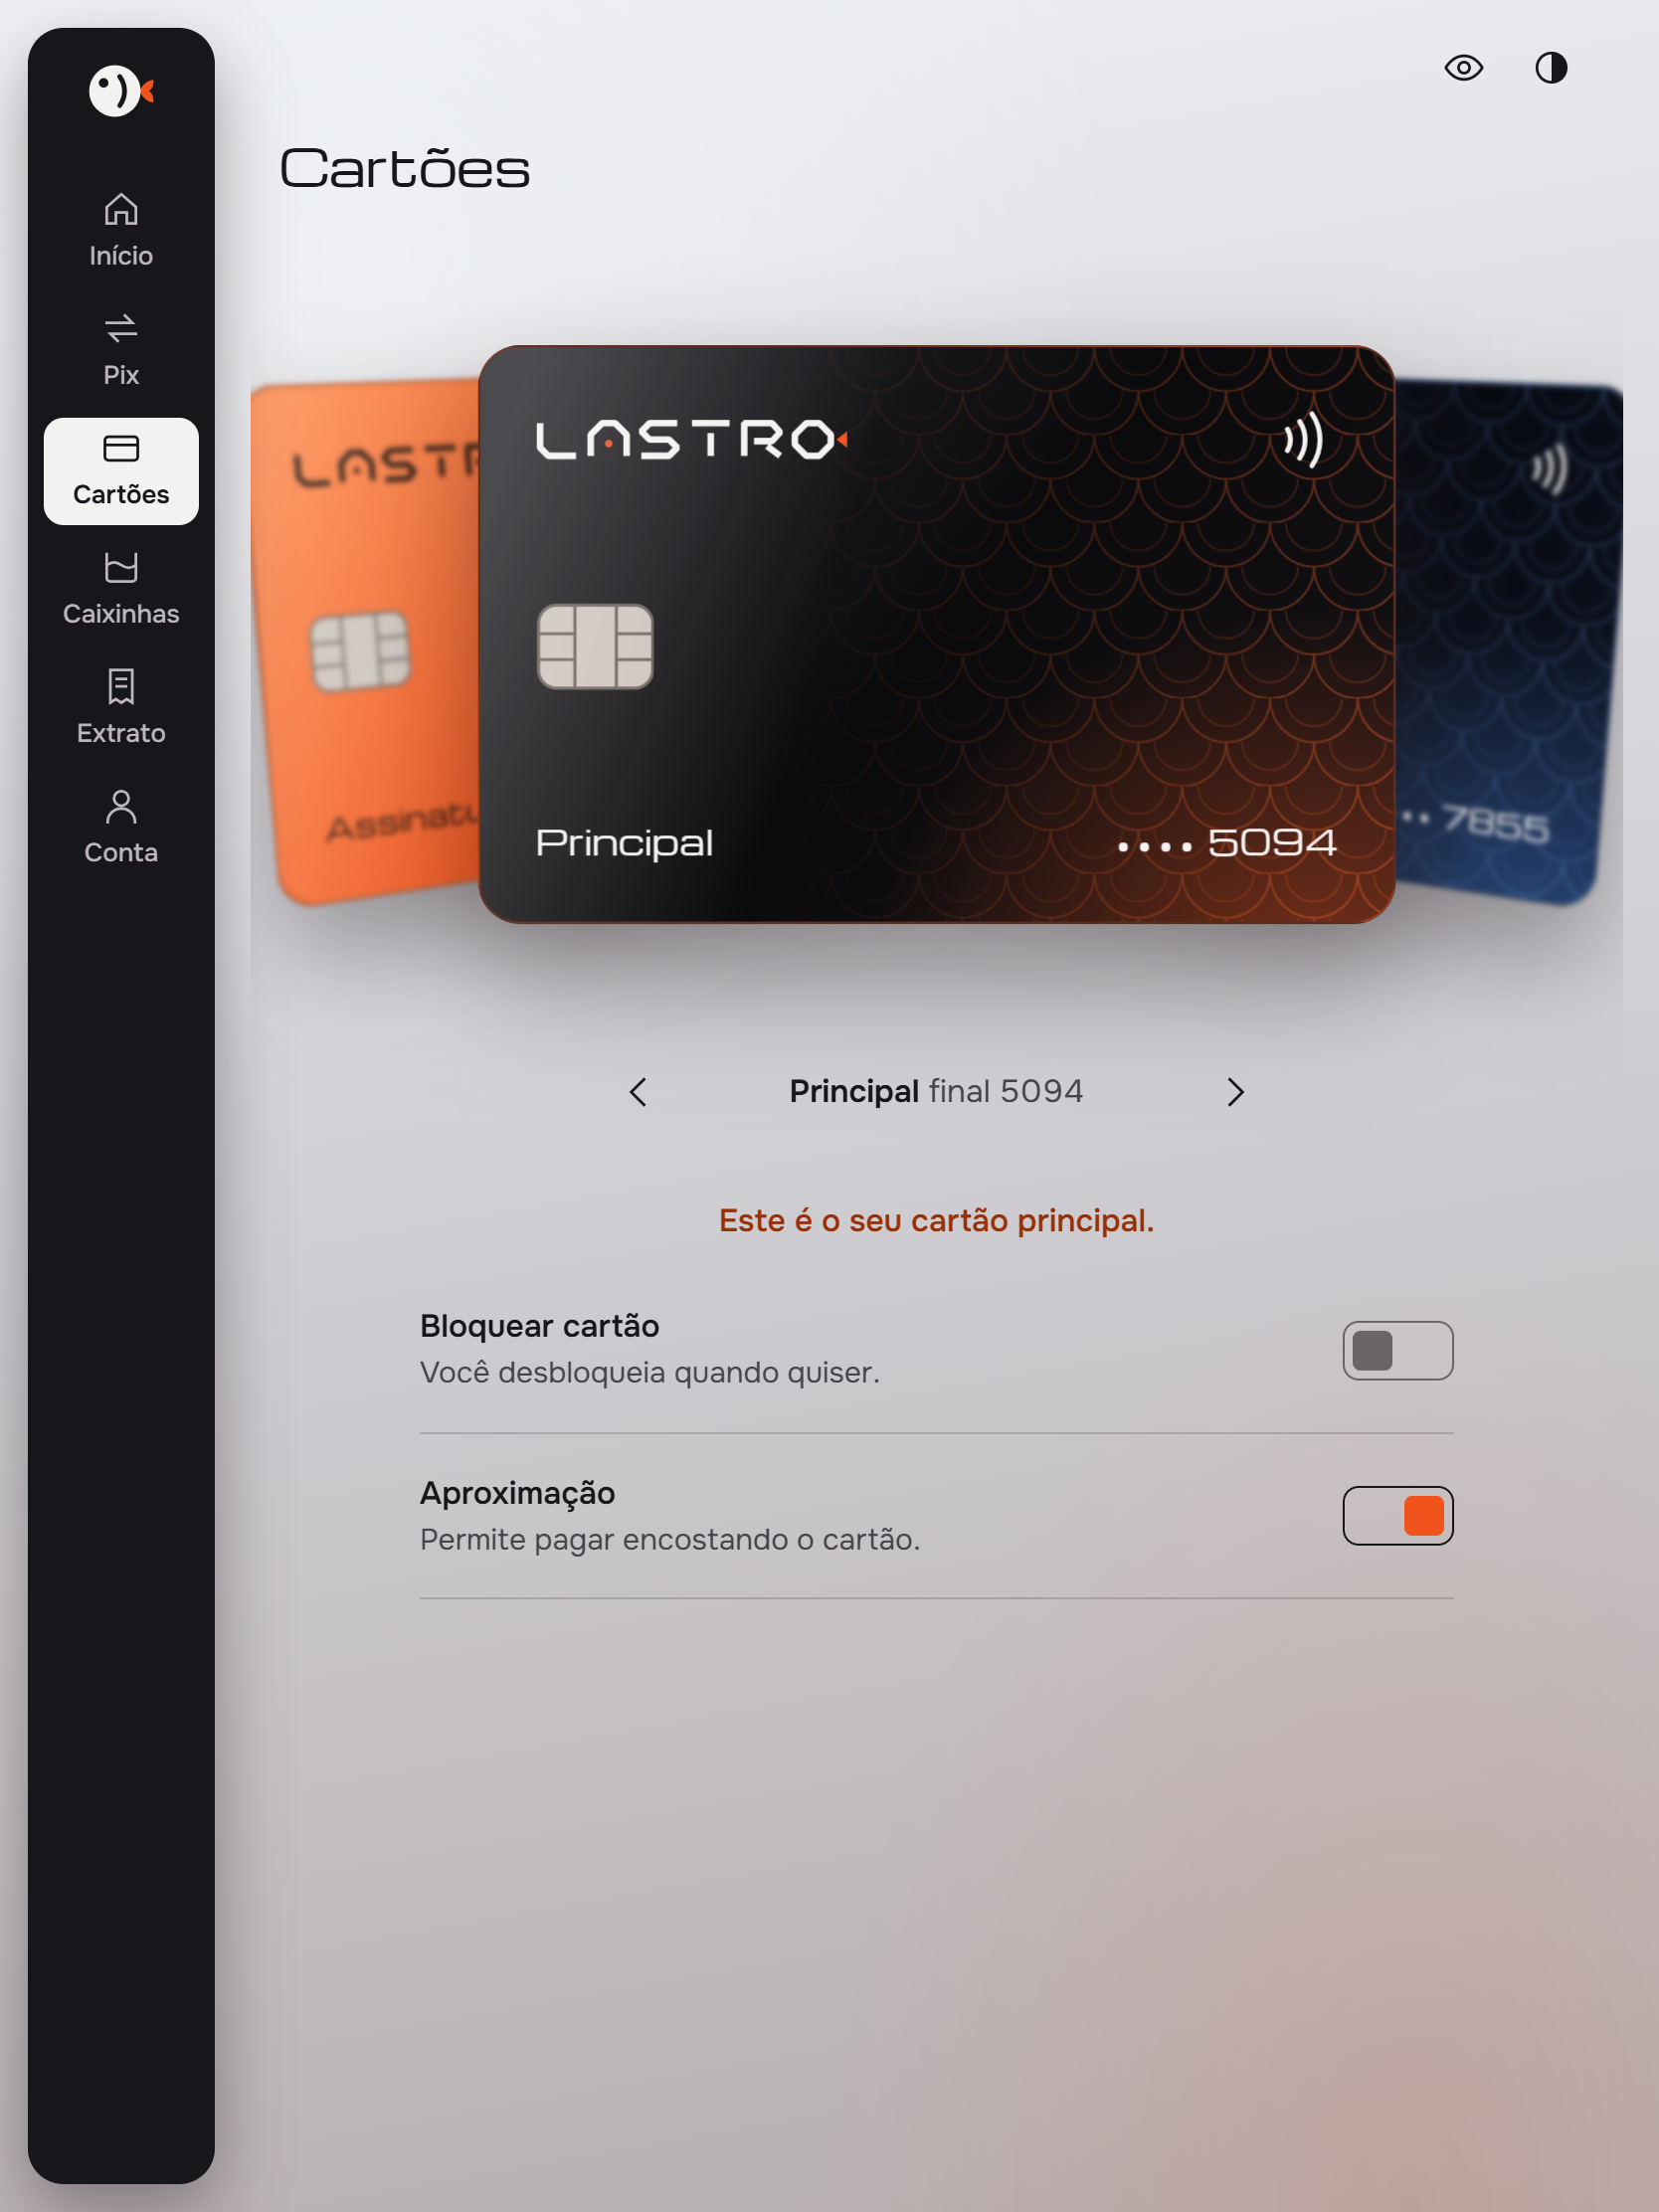 Início
Pix
Cartões
Caixinhas
Extrato
Conta
Cartões
LASTRO
Principal
•••• 5094
•• 7855
Principal final 5094
Este é o seu cartão principal.
Bloquear cartão
Você desbloqueia quando quiser.
Aproximação
Permite pagar encostando o cartão.